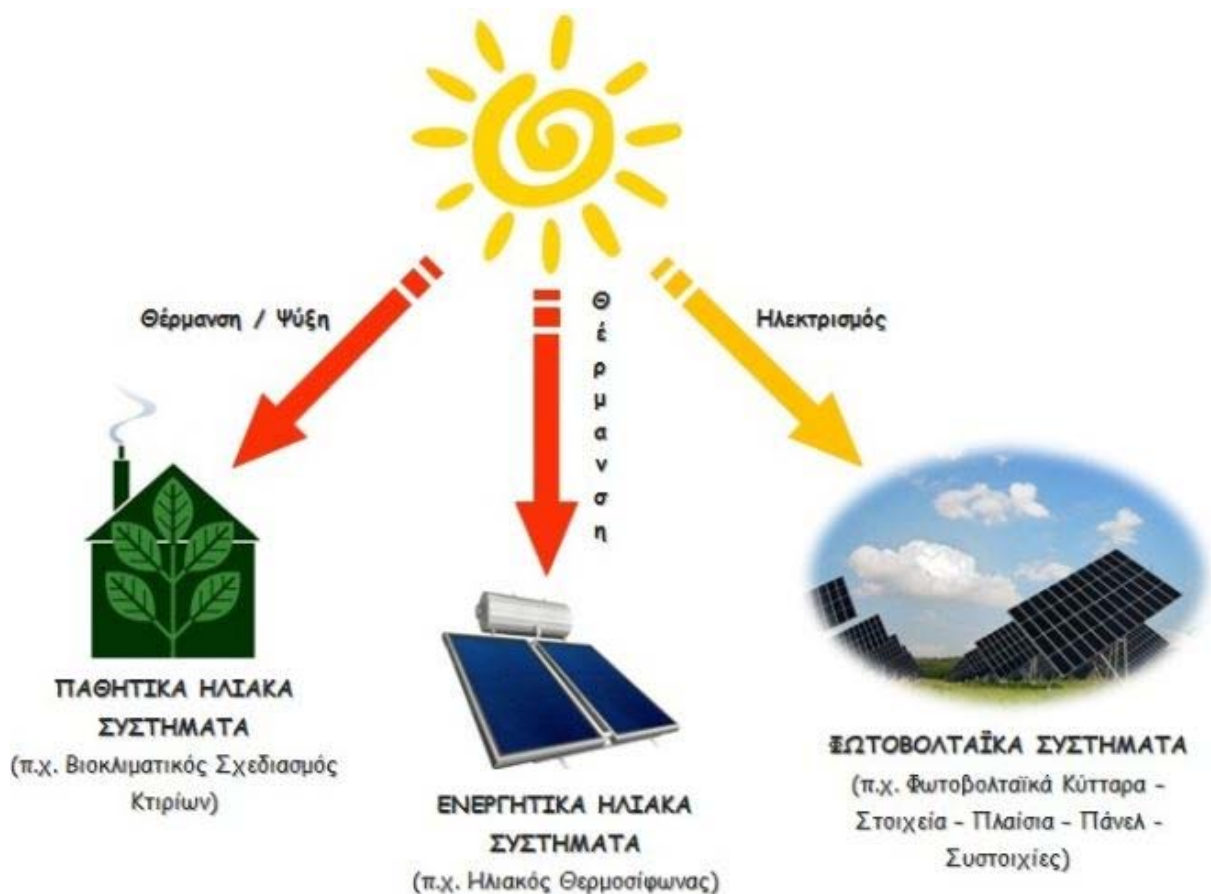 Θέρμανση / Ψύξη
Θέρμανση
Ηλεκτρισμός
ΠΑΘΗΤΙΚΑ ΗΛΙΑΚΑ
ΣΥΣΤΗΜΑΤΑ
(π.χ. Βιοκλιματικός Σχεδιασμός
Κτιρίων)
ΕΝΕΡΓΗΤΙΚΑ ΗΛΙΑΚΑ
ΣΥΣΤΗΜΑΤΑ
(π.χ. Ηλιακός Θερμοσίφωνας)
ΦΩΤΟΒΟΛΤΑΪΚΑ ΣΥΣΤΗΜΑΤΑ
(π.χ. Φωτοβολταϊκά Κύτταρα -
Στοιχεία - Πλαίσια - Πάνελ -
Συστοιχίες)